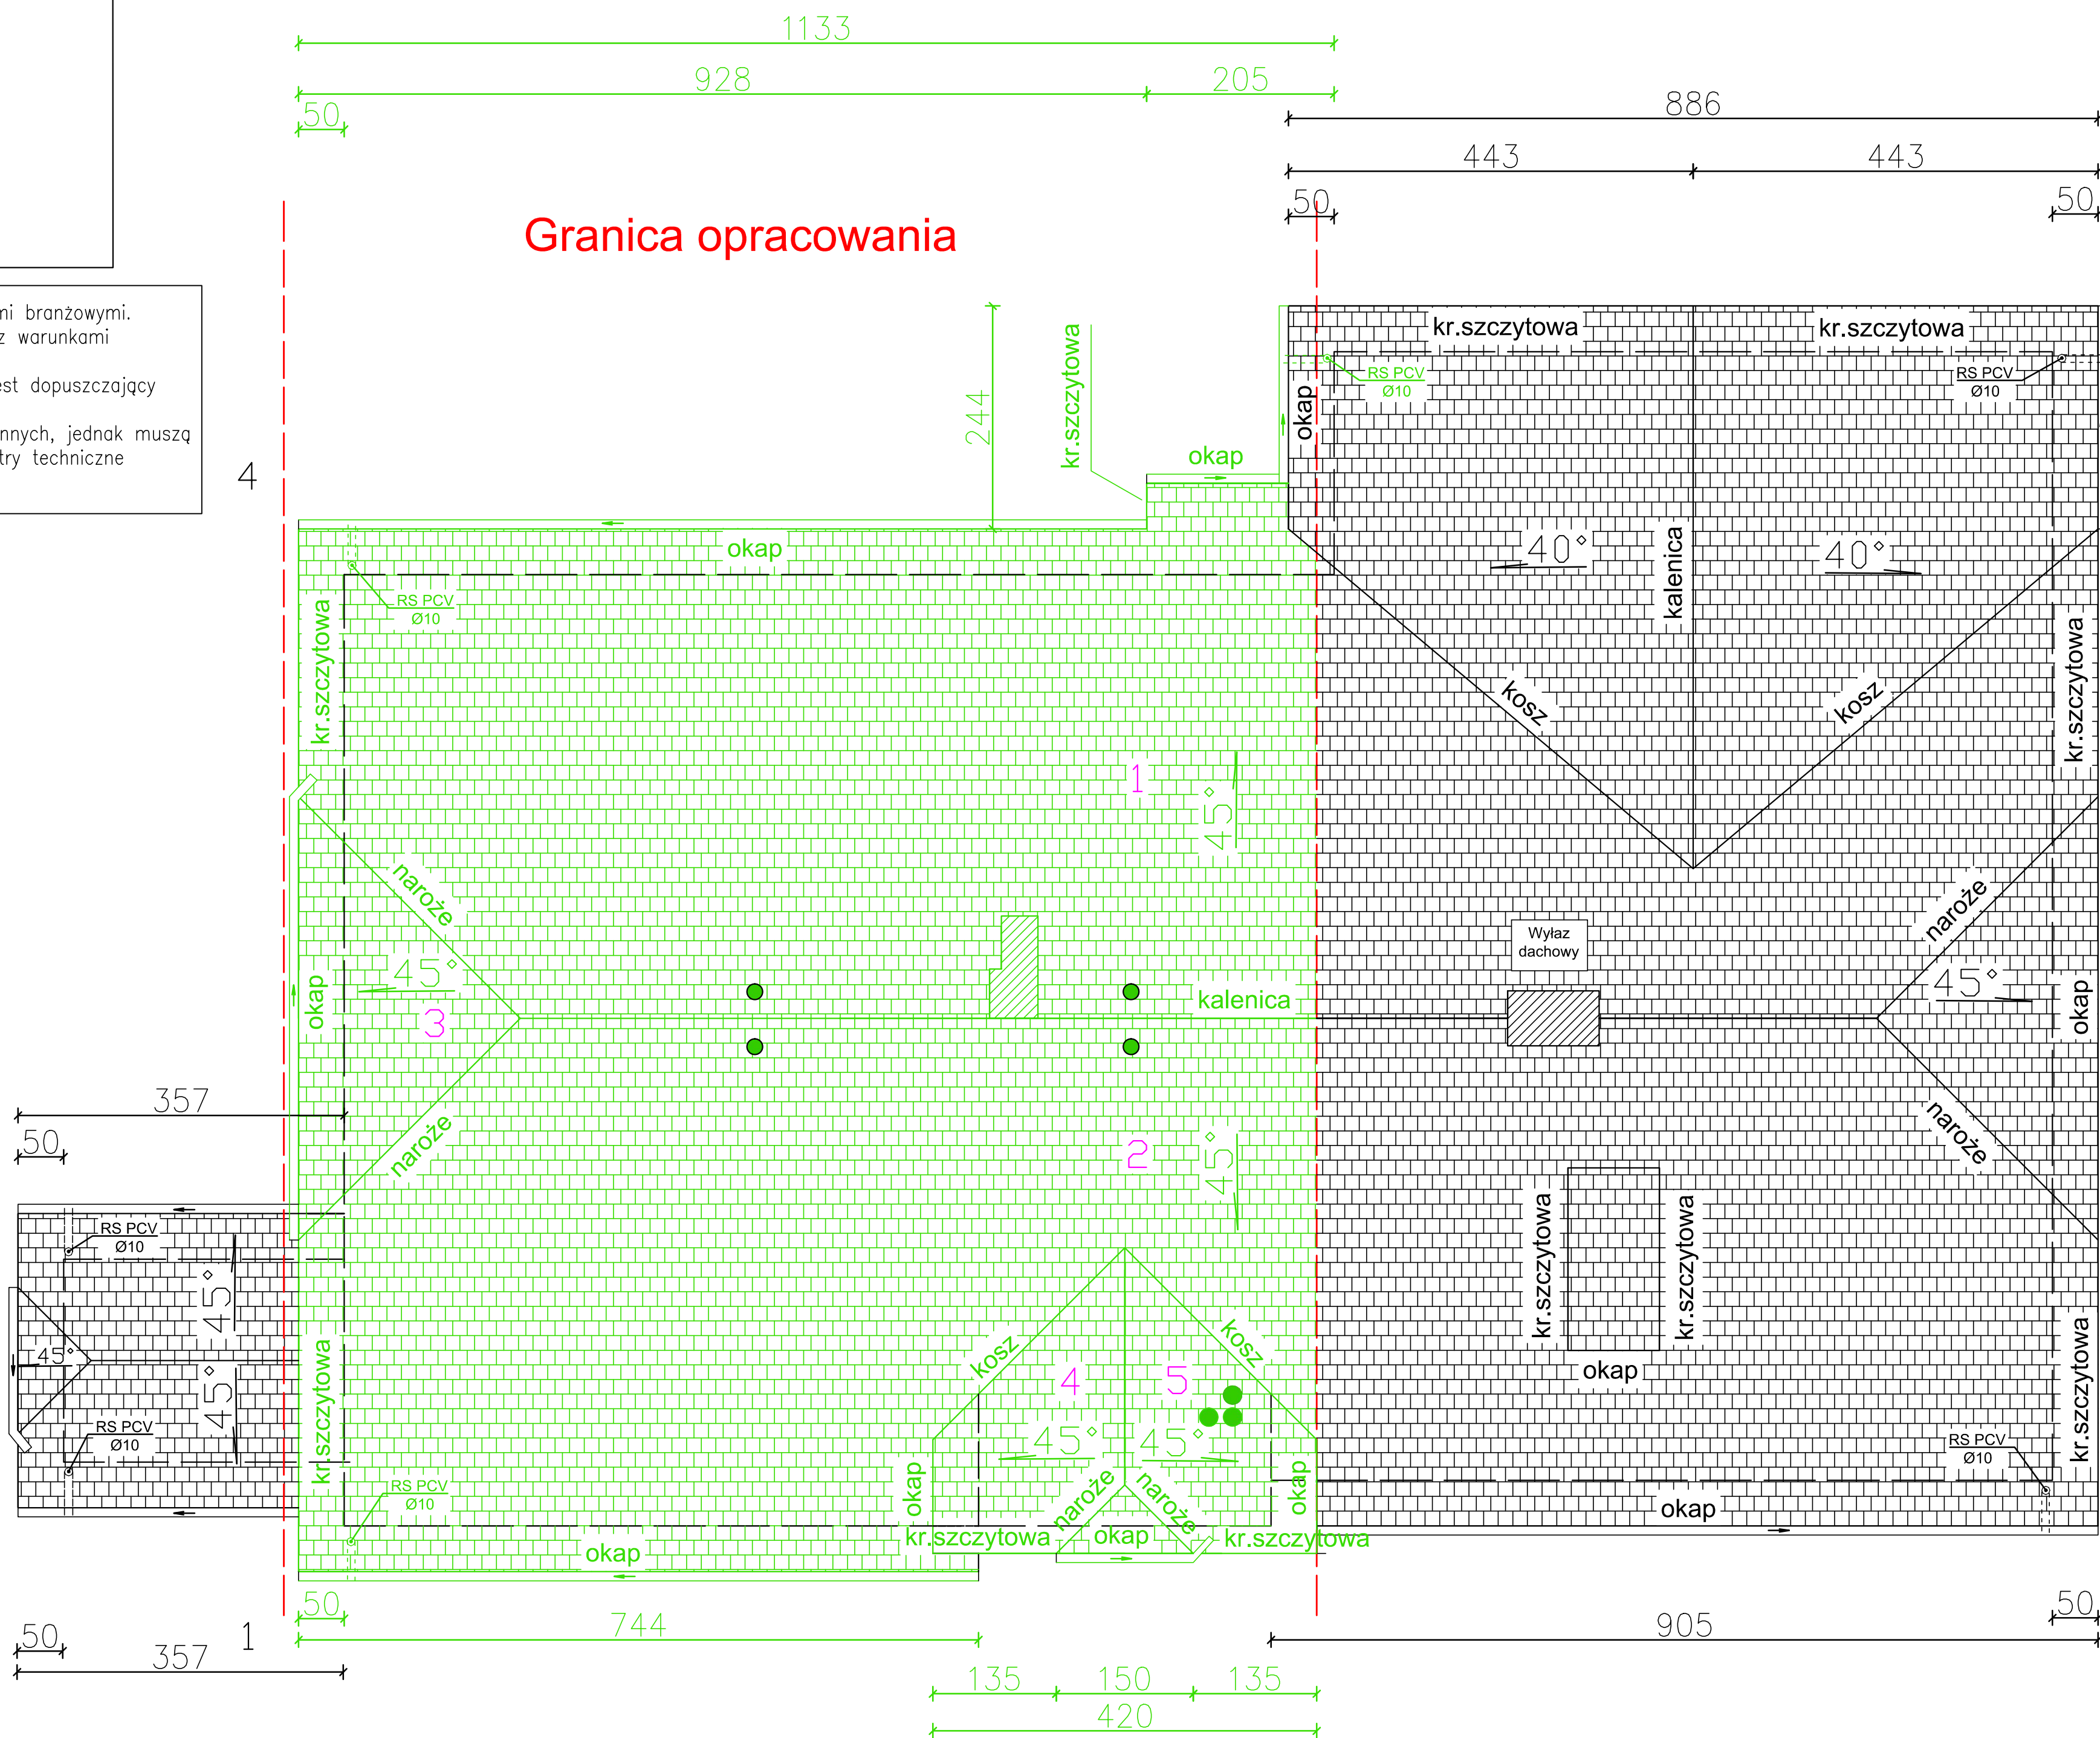 1133
928
205
50
886
443
443
50
50
Granica opracowania
mi branżowymi.
z warunkami
est dopuszczający
nnych, jednak muszą
try techniczne
4
244
kr.szczytowa
okap
kr.szczytowa
kr.szczytowa
okap
RS PCV
Ø10
RS PCV
Ø10
okap
RS PCV
Ø10
kr.szczytowa
40°
kalenica
40°
kosz
kosz
kr.szczytowa
1
45°
naroże
45°
3
okap
kalenica
Wyłaz
dachowy
naroże
45°
okap
357
50
naroże
2
45°
naroże
RS PCV
Ø10
45°
45°
45°
RS PCV
Ø10
kr.szczytowa
kosz
kosz
4
5
45°
45°
kr.szczytowa
kr.szczytowa
okap
kr.szczytowa
RS PCV
Ø10
RS PCV
Ø10
okap
naroże
naroże
okap
okap
kr.szczytowa
okap
kr.szczytowa
okap
50
744
50
1
357
905
50
135
150
135
420